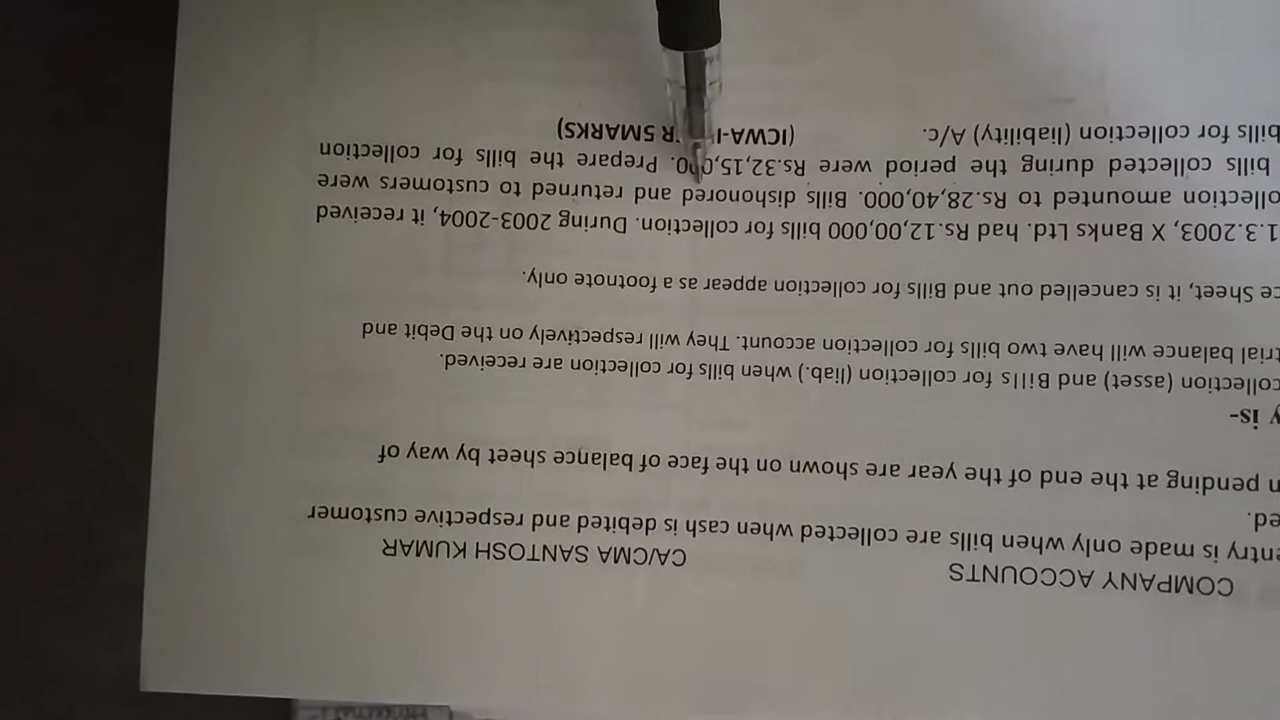 COMPANY ACCOUNTS CA/CMA SANTOSH KUMAR
entry is made only when bills are collected when cash is debited and respective customer
ed.
n pending at the end of the year are shown on the face of balance sheet by way of
y is-
collection (asset) and Bills for collection (liab.) when bills for collection are received.
trial balance will have two bills for collection account. They will respectively on the Debit and
ce Sheet, it is cancelled out and Bills for collection appear as a footnote only.
1.3.2003, X Banks Ltd. had Rs.12,00,000 bills for collection. During 2003-2004, it received
ollection amounted to Rs.28,40,000. Bills dishonored and returned to customers were
bills collected during the period were Rs.32,15,000. Prepare the bills for collection
bills for collection (liability) A/c. (ICWA-I R 5MARKS)